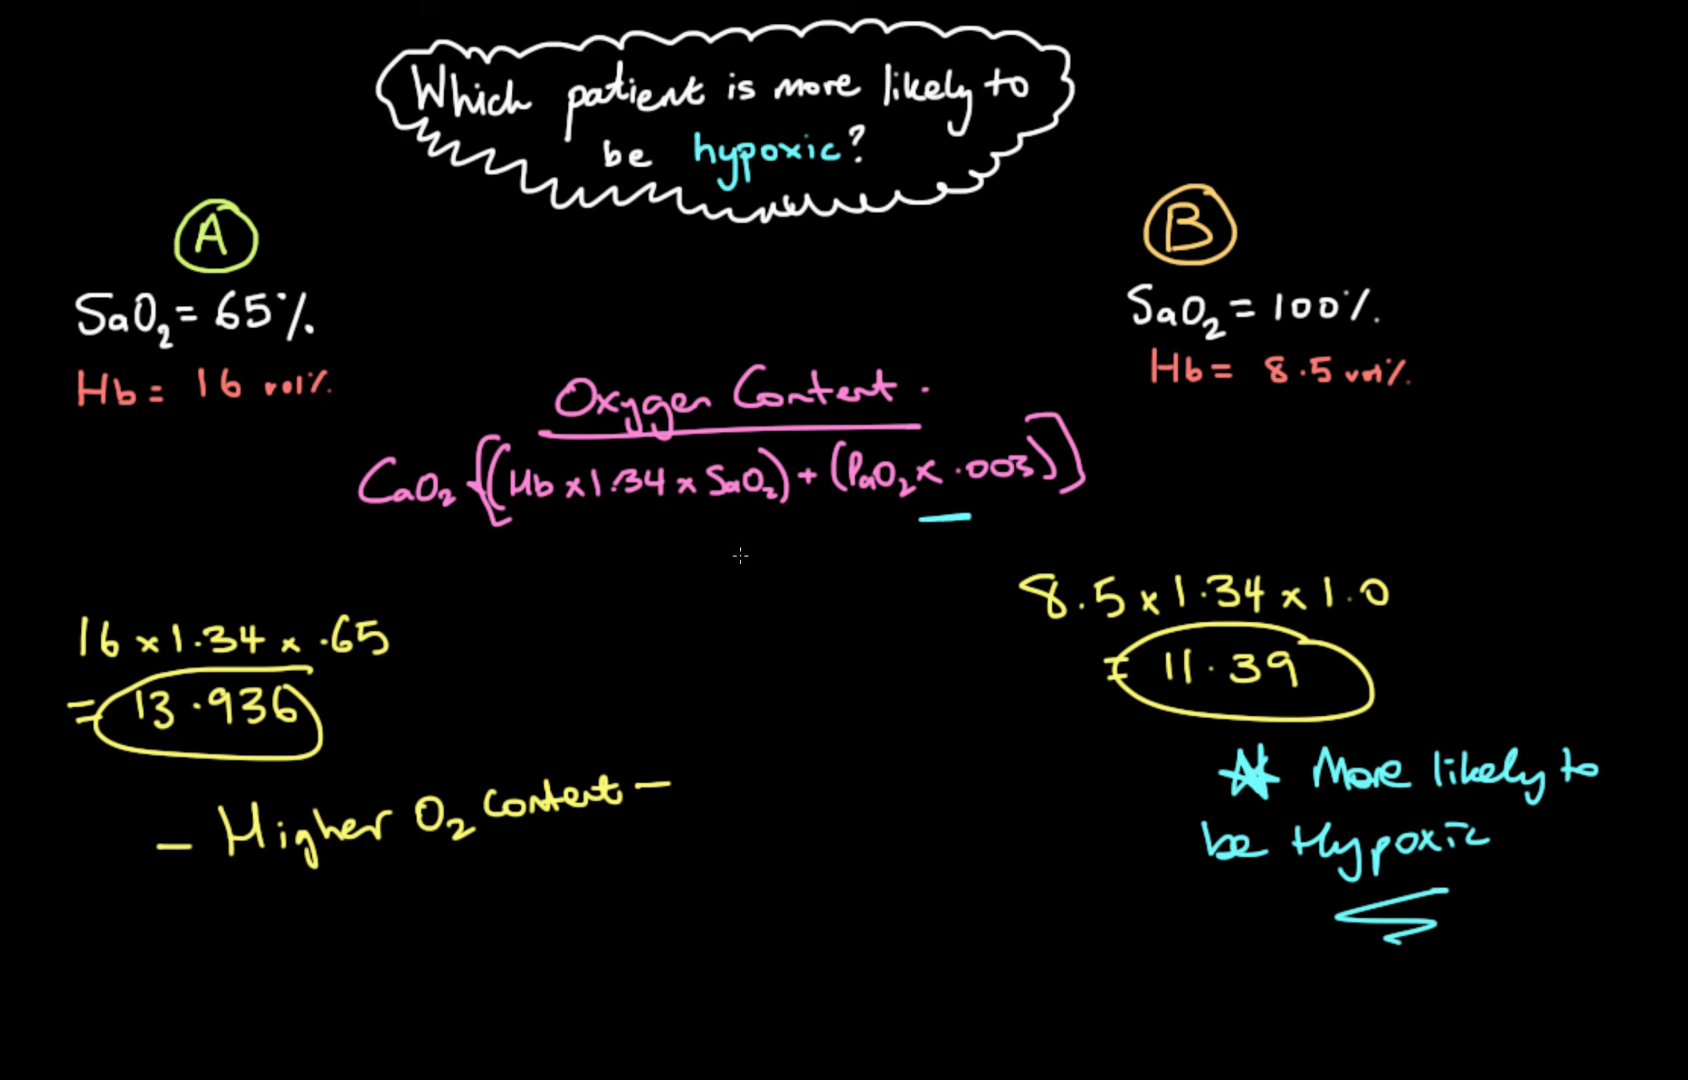 Which patient is more likely to
be hypoxic?
A
SaO₂ = 65%.
Hb = 16 vol%.
B
SaO₂ = 100%.
Hb = 8.5 vol%.
Oxygen Content.
CaO₂ [(Hb x 1.34 x SaO₂) + (PaO₂ x .003)]
16 x 1.34 x .65
= 13.936
- Higher O₂ content -
8.5 x 1.34 x 1.0
= 11.39
* More likely to
be Hypoxic